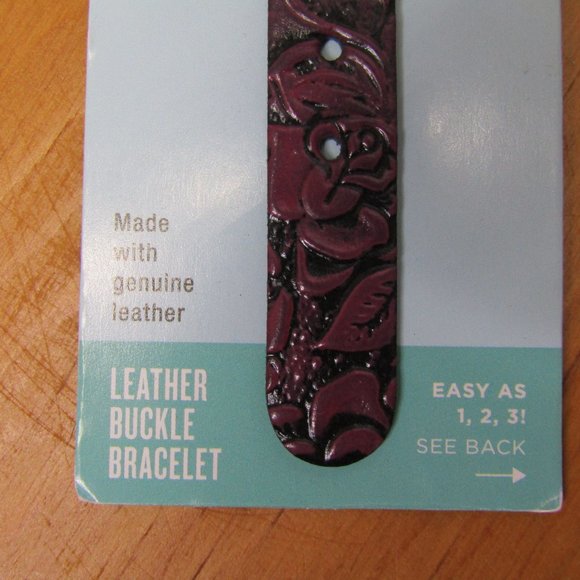 Made
with
genuine
leather
LEATHER
BUCKLE
BRACELET
EASY AS
1, 2, 3!
SEE BACK